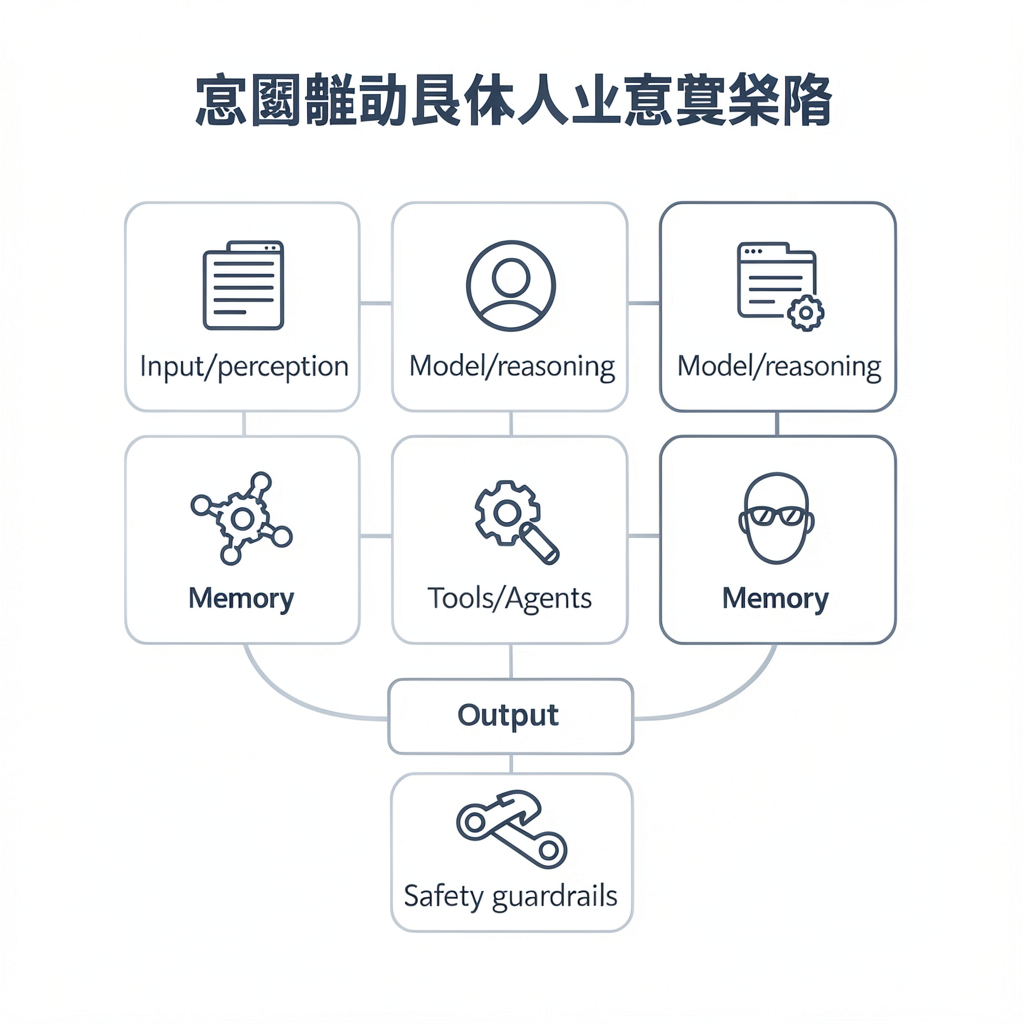 Input/perception
Model/reasoning
Model/reasoning
Memory
Tools/Agents
Memory
Output
Safety guardrails